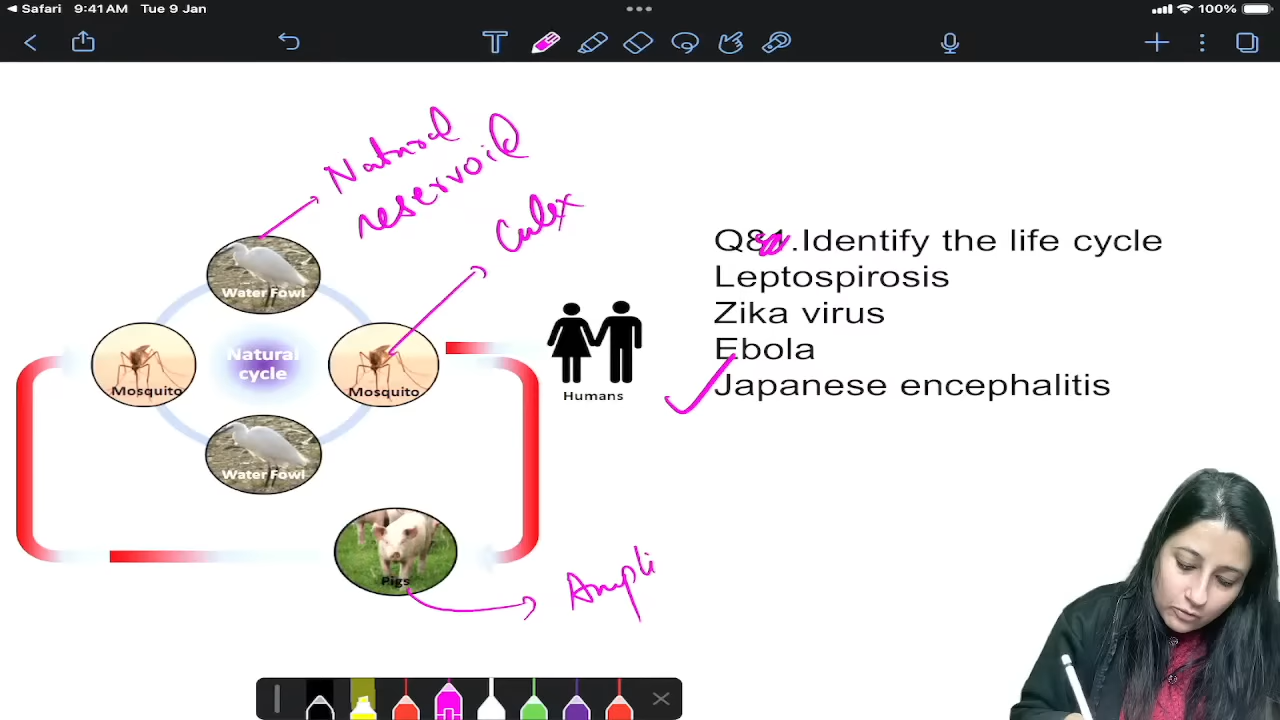 Safari 9:41 AM Tue 9 Jan
100%
Natural
reservoir
Culex
Water Fowl
Natural
cycle
Mosquito
Mosquito
Water Fowl
Pigs
Ampli
Humans
Q81.Identify the life cycle
Leptospirosis
Zika virus
Ebola
Japanese encephalitis